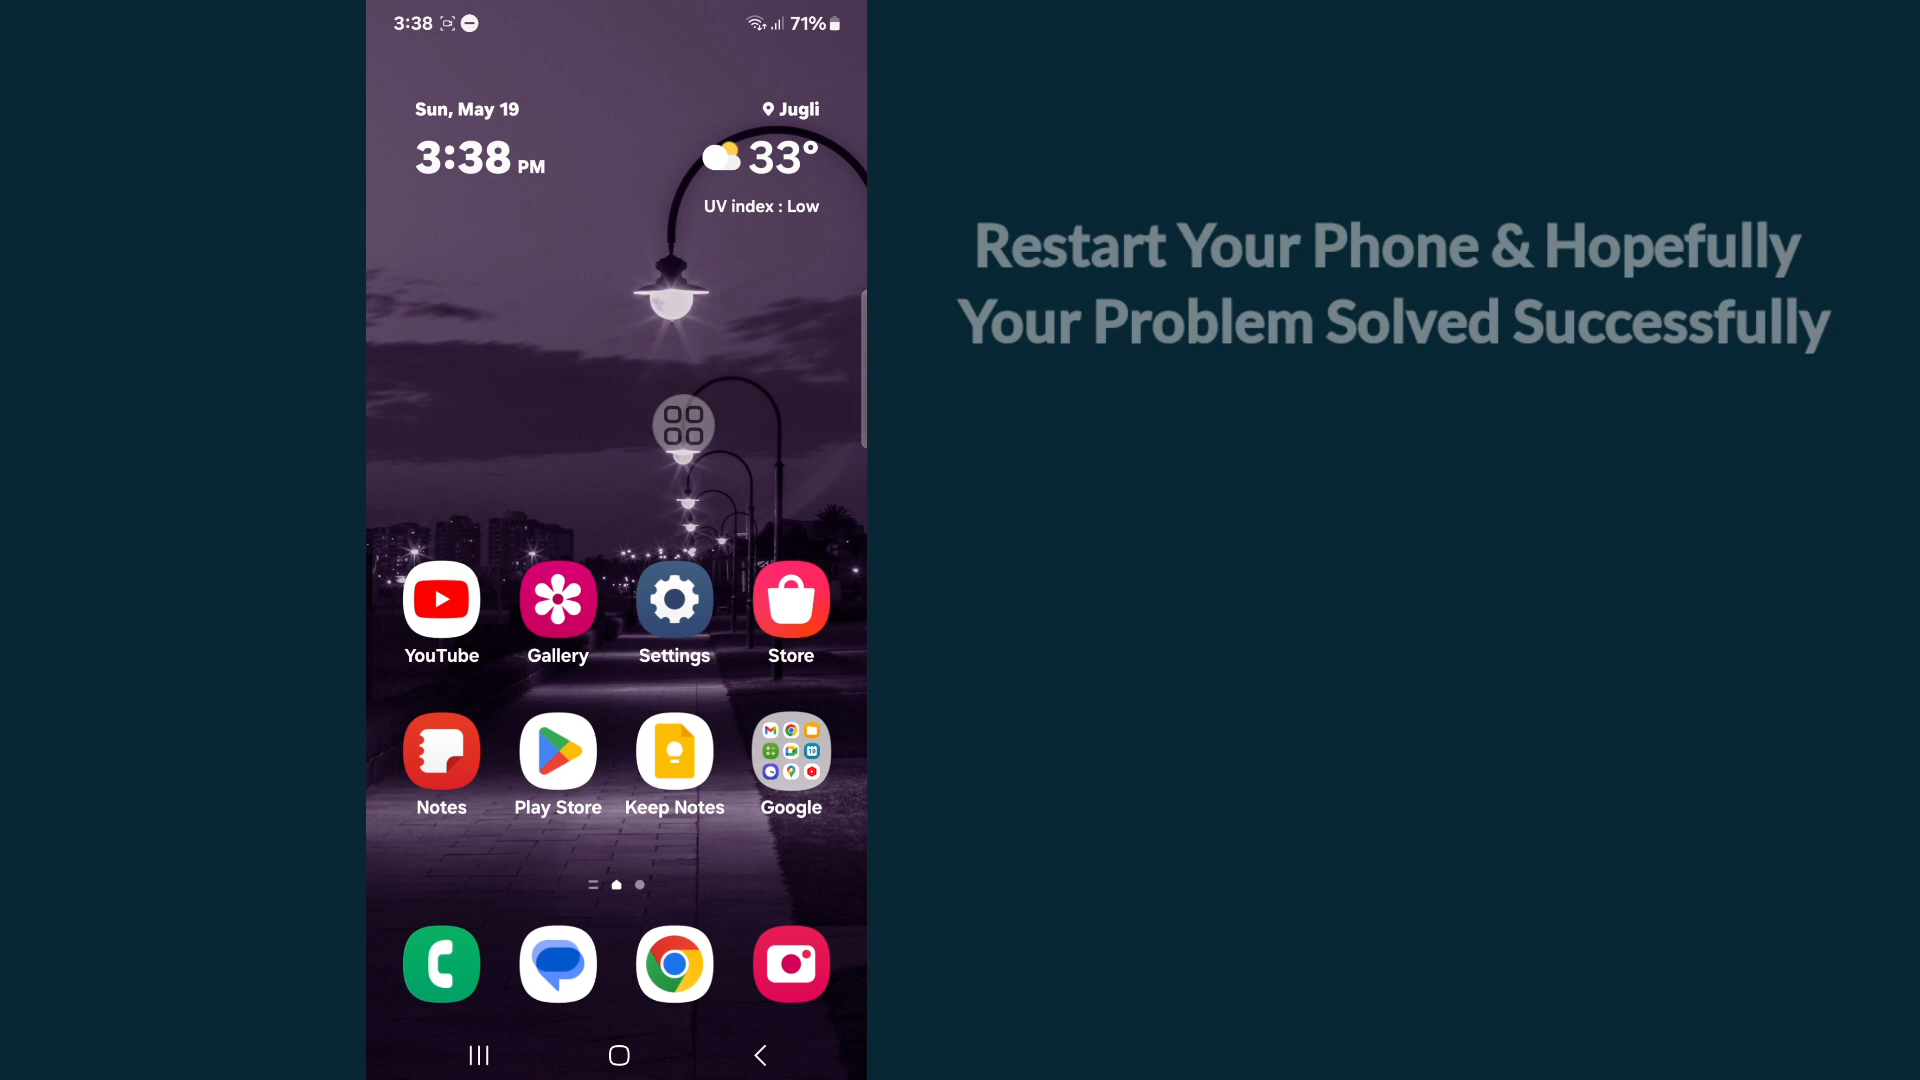 3:38
71%
Sun, May 19
Jugli
3:38 PM
33°
UV index : Low
Restart Your Phone & Hopefully
Your Problem Solved Successfully
YouTube
Gallery
Settings
Store
Notes
Play Store
Keep Notes
Google